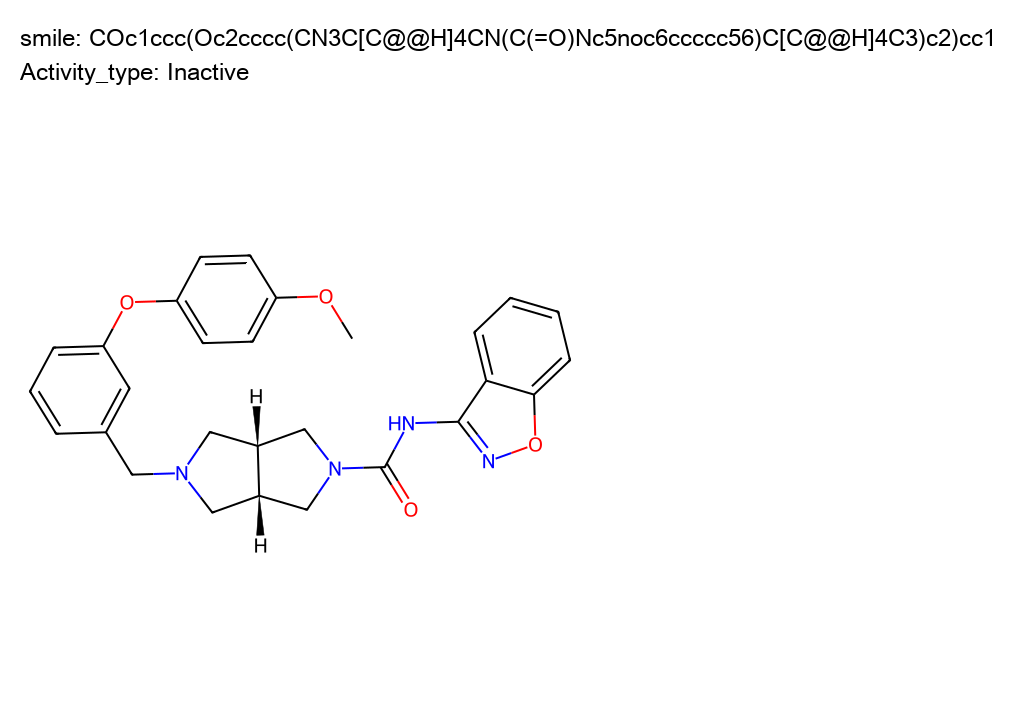 smile: COc1ccc(Oc2cccc(CN3C[C@@H]4CN(C(=O)Nc5noc6ccccc56)C[C@@H]4C3)c2)cc1
Activity_type: Inactive
O
O
H
HN
N
N
N
O
O
H